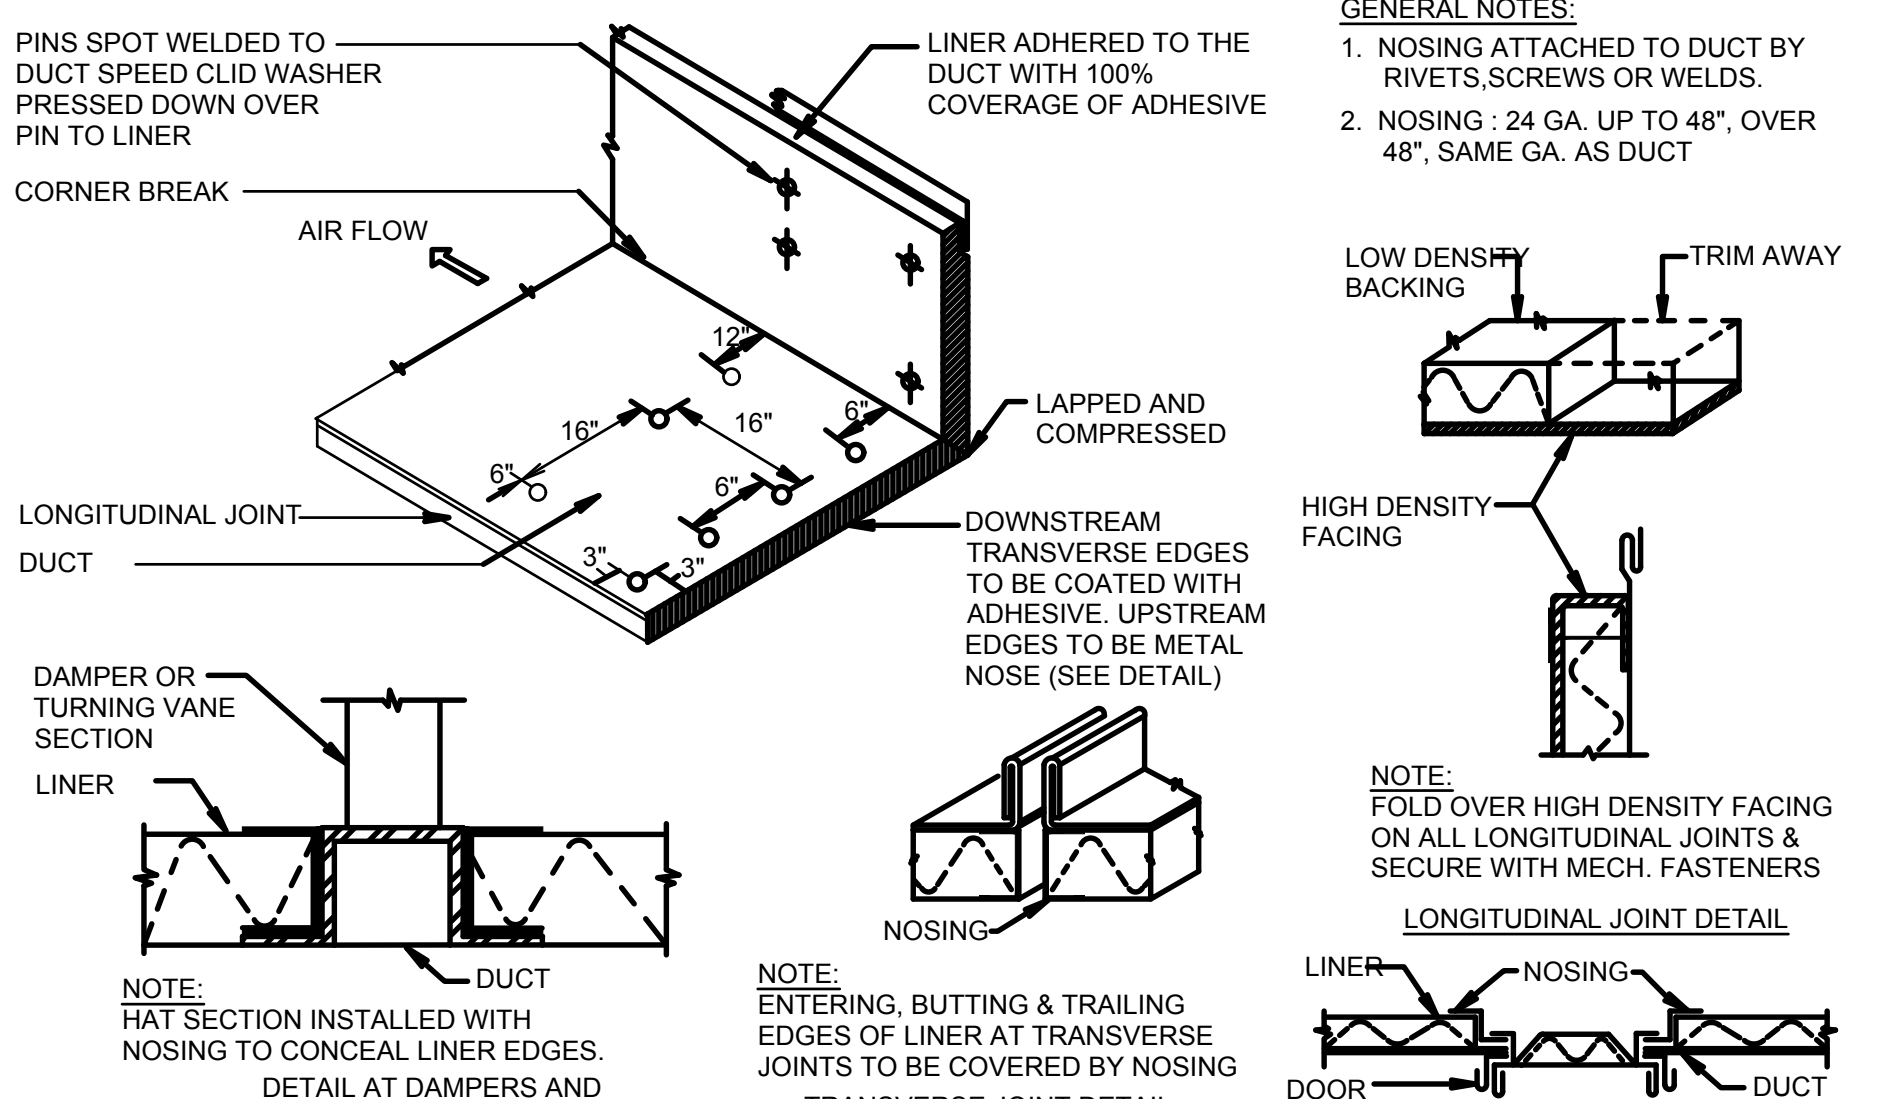 PINS SPOT WELDED TO
DUCT SPEED CLID WASHER
PRESSED DOWN OVER
PIN TO LINER
CORNER BREAK
AIR FLOW
LINER ADHERED TO THE
DUCT WITH 100%
COVERAGE OF ADHESIVE
12"
16"
16"
6"
6"
6"
3"
3"
LAPPED AND
COMPRESSED
LONGITUDINAL JOINT
DUCT
DOWNSTREAM
TRANSVERSE EDGES
TO BE COATED WITH
ADHESIVE. UPSTREAM
EDGES TO BE METAL
NOSE (SEE DETAIL)
GENERAL NOTES:
1. NOSING ATTACHED TO DUCT BY
RIVETS,SCREWS OR WELDS.
2. NOSING : 24 GA. UP TO 48", OVER
48", SAME GA. AS DUCT
LOW DENSITY
BACKING
TRIM AWAY
HIGH DENSITY
FACING
NOTE:
FOLD OVER HIGH DENSITY FACING
ON ALL LONGITUDINAL JOINTS &
SECURE WITH MECH. FASTENERS
LONGITUDINAL JOINT DETAIL
DAMPER OR
TURNING VANE
SECTION
LINER
DUCT
NOTE:
HAT SECTION INSTALLED WITH
NOSING TO CONCEAL LINER EDGES.
DETAIL AT DAMPERS AND
NOSING
NOTE:
ENTERING, BUTTING & TRAILING
EDGES OF LINER AT TRANSVERSE
JOINTS TO BE COVERED BY NOSING
TRANSVERSE JOINT DETAIL
LINER
NOSING
DOOR
DUCT